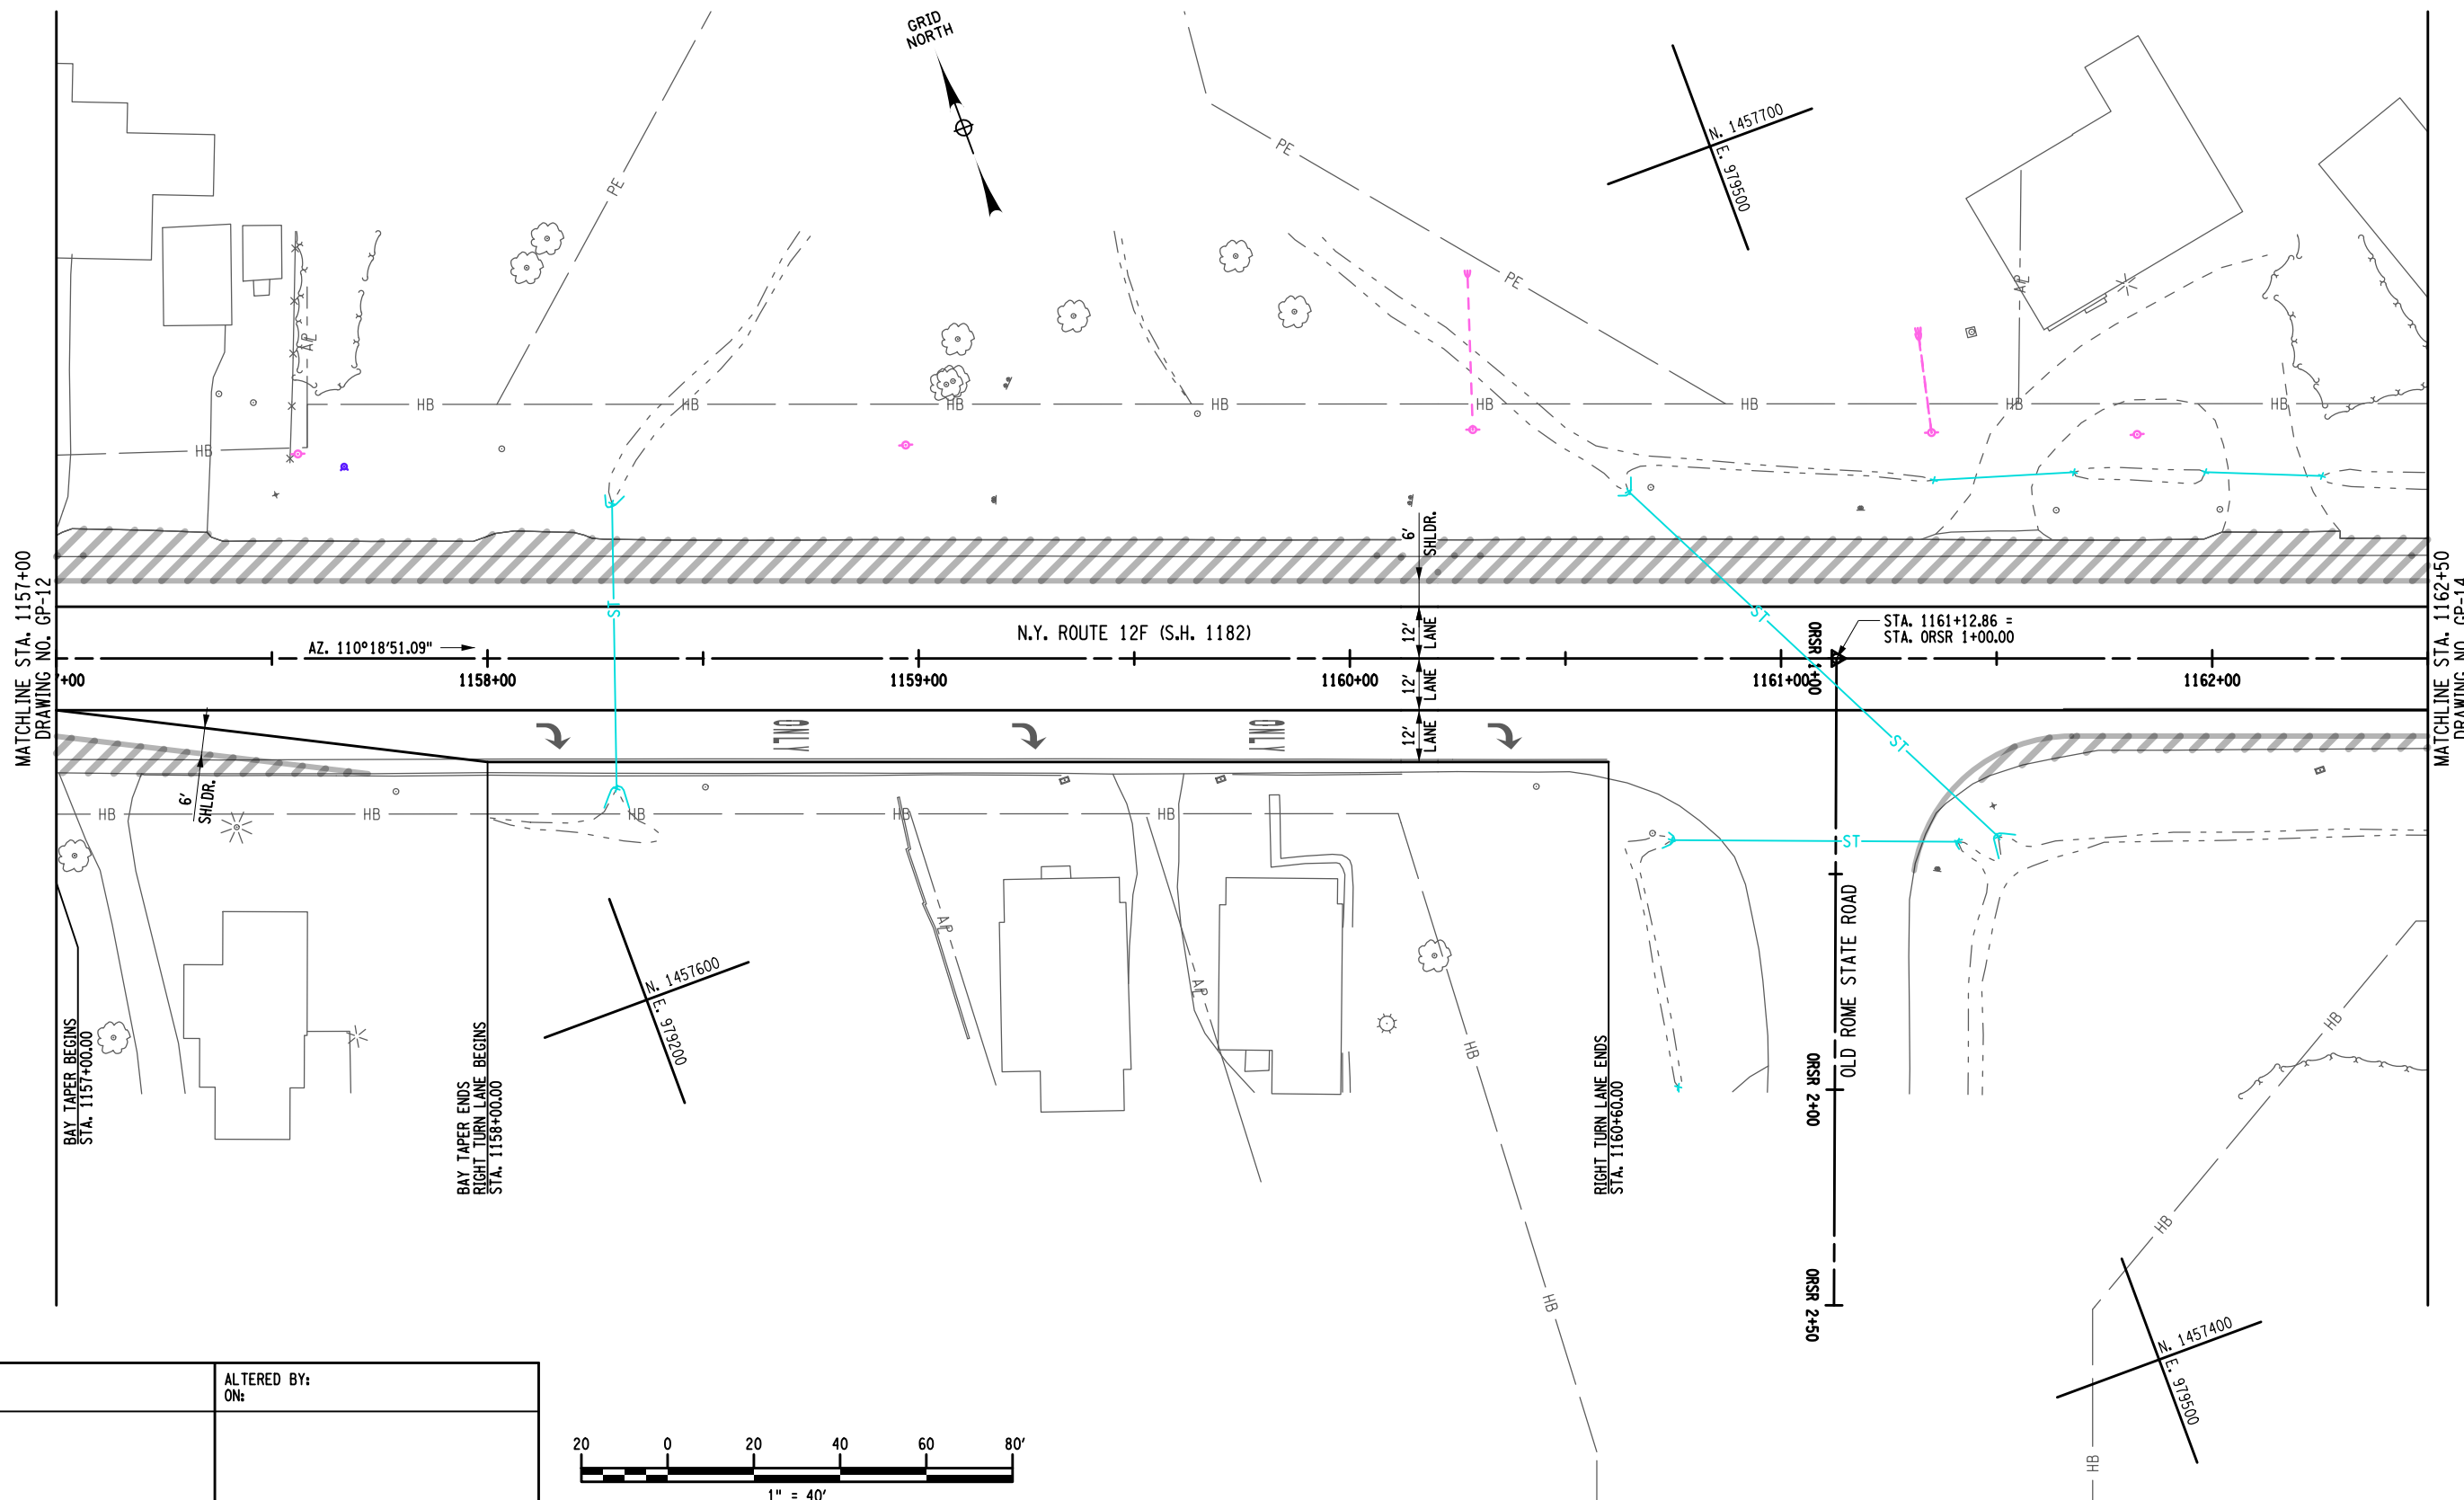 GRID
NORTH
N. 1457700
E. 979500
PE
PE
PE
AP
AP
HB
HB
HB
HB
HB
HB
HB
HB
HB
6'
SHLDR.
ST
ST
MATCHLINE STA. 1157+00
DRAWING NO. GP-12
MATCHLINE STA. 1162+50
DRAWING NO. GP-14
N.Y. ROUTE 12F (S.H. 1182)
12'
LANE
AZ. 110°18'51.09"
ORSR 1+00
STA. 1161+12.86 =
STA. ORSR 1+00.00
7+00
1158+00
1159+00
1160+00
1161+00
1162+00
12'
LANE
12'
LANE
ONLY
ONLY
ST
6'
SHLDR.
HB
HB
HB
HB
HB
ST
AP
AP
N. 1457600
E. 979200
BAY TAPER BEGINS
STA. 1157+00.00
BAY TAPER ENDS
RIGHT TURN LANE BEGINS
STA. 1158+00.00
RIGHT TURN LANE ENDS
STA. 1160+60.00
OLD ROME STATE ROAD
ORSR 2+00
ORSR 2+50
HB
HB
HB
HB
HB
N. 1457400
E. 979500
ALTERED BY:
ON:
20 0 20 40 60 80'
1" = 40'